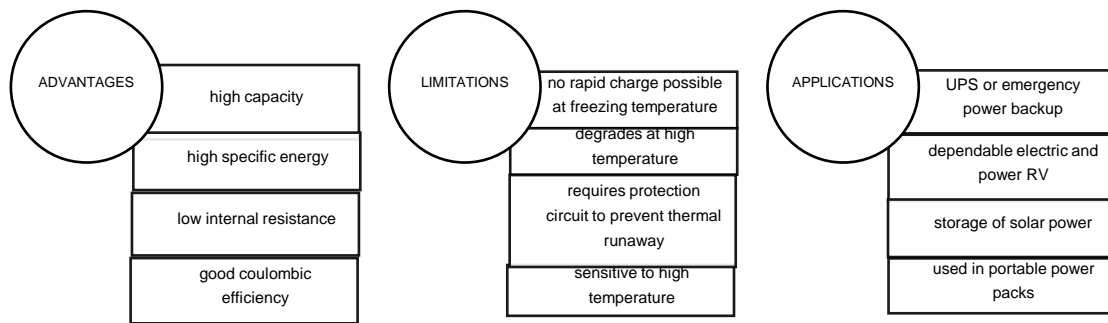 ADVANTAGES
high capacity
high specific energy
low internal resistance
good coulombic
efficiency
LIMITATIONS
no rapid charge possible
at freezing temperature
degrades at high
temperature
requires protection
circuit to prevent thermal
runaway
sensitive to high
temperature
APPLICATIONS
UPS or emergency
power backup
dependable electric and
power RV
storage of solar power
used in portable power
packs